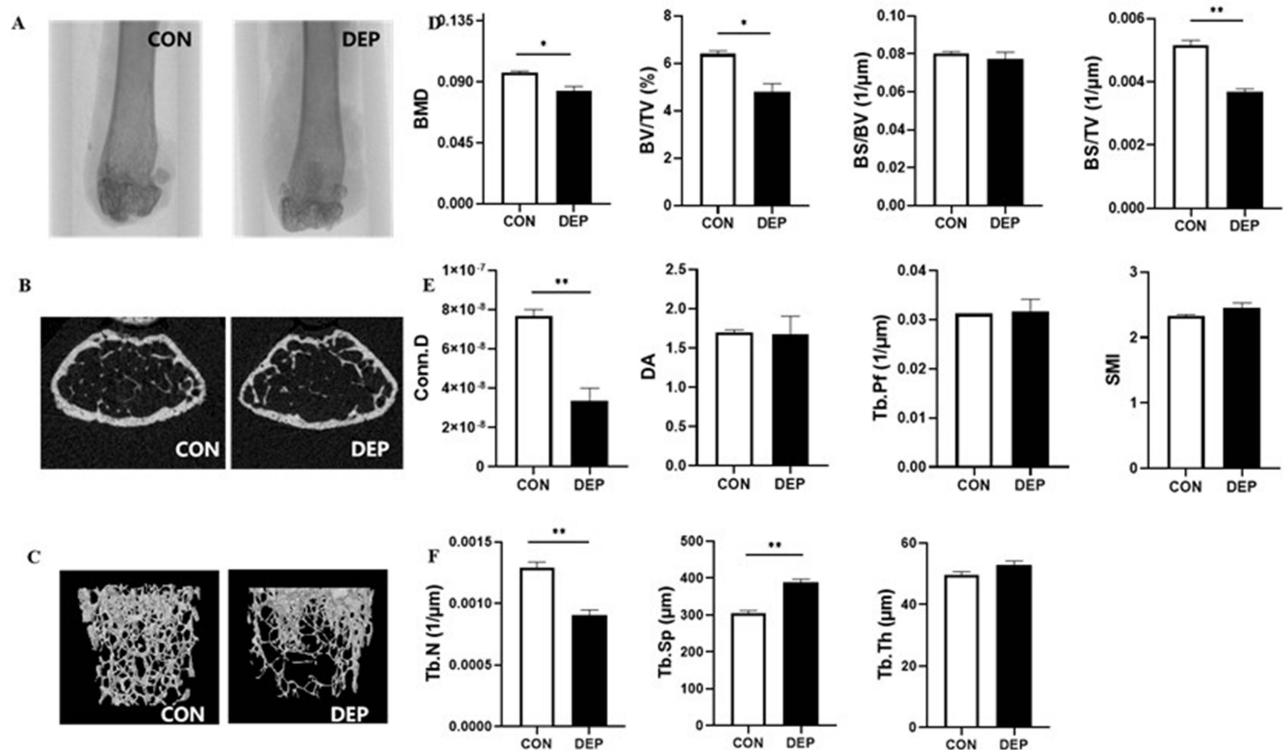 A
CON
DEP
D
BMD
0.135
0.090
0.045
0.000
*
CON
DEP
BV/TV (%)
8
6
4
2
0
*
CON
DEP
BS/BV (1/μm)
0.10
0.08
0.06
0.04
0.02
0.00
CON
DEP
BS/TV (1/μm)
0.006
0.004
0.002
0.000
**
CON
DEP
B
CON
DEP
E
Conn.D
1×10⁻⁷
8×10⁻⁸
6×10⁻⁸
4×10⁻⁸
2×10⁻⁸
0
**
CON
DEP
DA
2.5
2.0
1.5
1.0
0.5
0.0
CON
DEP
Tb.Pf (1/μm)
0.04
0.03
0.02
0.01
0.00
CON
DEP
SMI
3
2
1
0
CON
DEP
C
CON
DEP
F
Tb.N (1/μm)
0.0015
0.0010
0.0005
0.0000
**
CON
DEP
Tb.Sp (μm)
500
400
300
200
100
0
**
CON
DEP
Tb.Th (μm)
60
40
20
0
CON
DEP